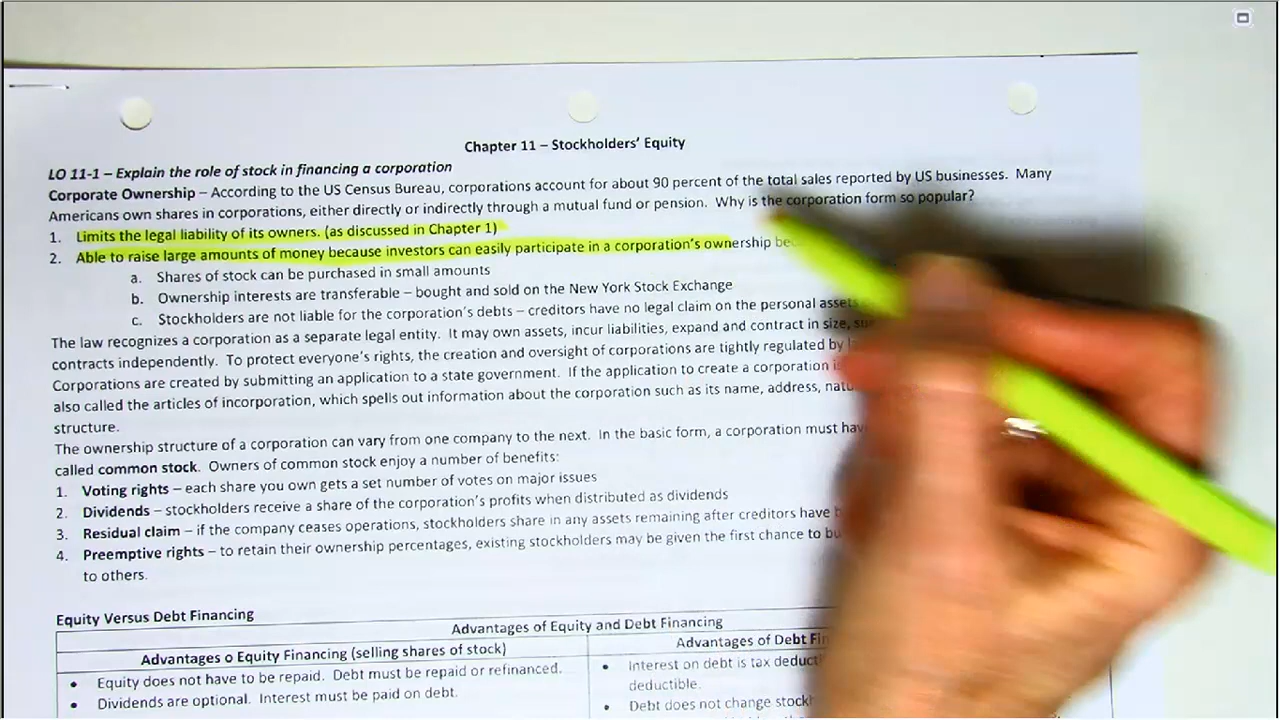 Chapter 11 – Stockholders' Equity
LO 11-1 – Explain the role of stock in financing a corporation
Corporate Ownership – According to the US Census Bureau, corporations account for about 90 percent of the total sales reported by US businesses. Many
Americans own shares in corporations, either directly or indirectly through a mutual fund or pension. Why is the corporation form so popular?
1. Limits the legal liability of its owners. (as discussed in Chapter 1)
2. Able to raise large amounts of money because investors can easily participate in a corporation's ownership
a. Shares of stock can be purchased in small amounts
b. Ownership interests are transferable – bought and sold on the New York Stock Exchange
c. Stockholders are not liable for the corporation's debts – creditors have no legal claim on the personal assets
The law recognizes a corporation as a separate legal entity. It may own assets, incur liabilities, expand and contract in size,
contracts independently. To protect everyone's rights, the creation and oversight of corporations are tightly regulated by
Corporations are created by submitting an application to a state government. If the application to create a corporation
also called the articles of incorporation, which spells out information about the corporation such as its name, address,
structure.
The ownership structure of a corporation can vary from one company to the next. In the basic form, a corporation must
called common stock. Owners of common stock enjoy a number of benefits:
1. Voting rights – each share you own gets a set number of votes on major issues
2. Dividends – stockholders receive a share of the corporation's profits when distributed as dividends
3. Residual claim – if the company ceases operations, stockholders share in any assets remaining after creditors have
4. Preemptive rights – to retain their ownership percentages, existing stockholders may be given the first chance to
to others.
Equity Versus Debt Financing
Advantages of Equity and Debt Financing
Advantages o Equity Financing (selling shares of stock)
Advantages of Debt
• Equity does not have to be repaid. Debt must be repaid or refinanced.
• Dividends are optional. Interest must be paid on debt.
• Interest on debt is tax
deductible.
• Debt does not change